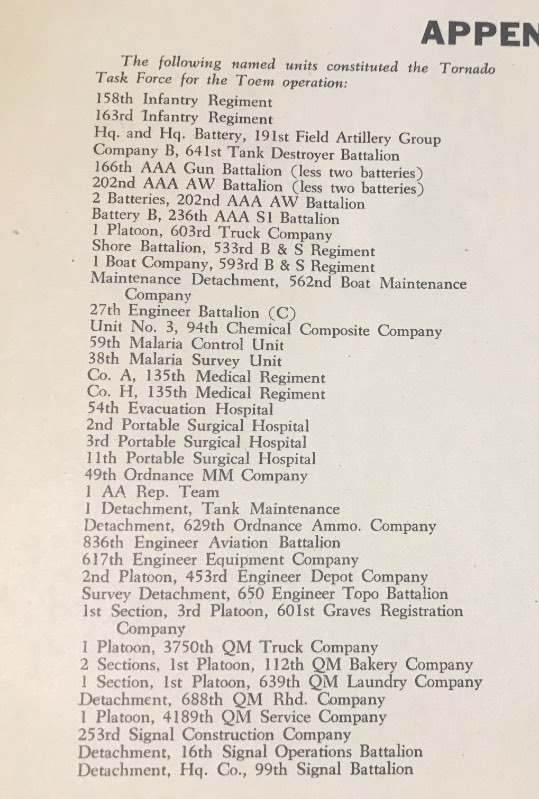 APPEN
The following named units constituted the Tornado
Task Force for the Toem operation:
158th Infantry Regiment
163rd Infantry Regiment
Hq. and Hq. Battery, 191st Field Artillery Group
Company B, 641st Tank Destroyer Battalion
166th AAA Gun Battalion (less two batteries)
202nd AAA AW Battalion (less two batteries)
2 Batteries, 202nd AAA AW Battalion
Battery B, 236th AAA S1 Battalion
1 Platoon, 603rd Truck Company
Shore Battalion, 533rd B & S Regiment
1 Boat Company, 593rd B & S Regiment
Maintenance Detachment, 562nd Boat Maintenance
Company
27th Engineer Battalion (C)
Unit No. 3, 94th Chemical Composite Company
59th Malaria Control Unit
38th Malaria Survey Unit
Co. A, 135th Medical Regiment
Co. H, 135th Medical Regiment
54th Evacuation Hospital
2nd Portable Surgical Hospital
3rd Portable Surgical Hospital
11th Portable Surgical Hospital
49th Ordnance MM Company
1 AA Rep. Team
1 Detachment, Tank Maintenance
Detachment, 629th Ordnance Ammo. Company
836th Engineer Aviation Battalion
617th Engineer Equipment Company
2nd Platoon, 453rd Engineer Depot Company
Survey Detachment, 650 Engineer Topo Battalion
1st Section, 3rd Platoon, 601st Graves Registration
Company
1 Platoon, 3750th QM Truck Company
2 Sections, 1st Platoon, 112th QM Bakery Company
1 Section, 1st Platoon, 639th QM Laundry Company
Detachment, 688th QM Rhd. Company
1 Platoon, 4189th QM Service Company
253rd Signal Construction Company
Detachment, 16th Signal Operations Battalion
Detachment, Hq. Co., 99th Signal Battalion